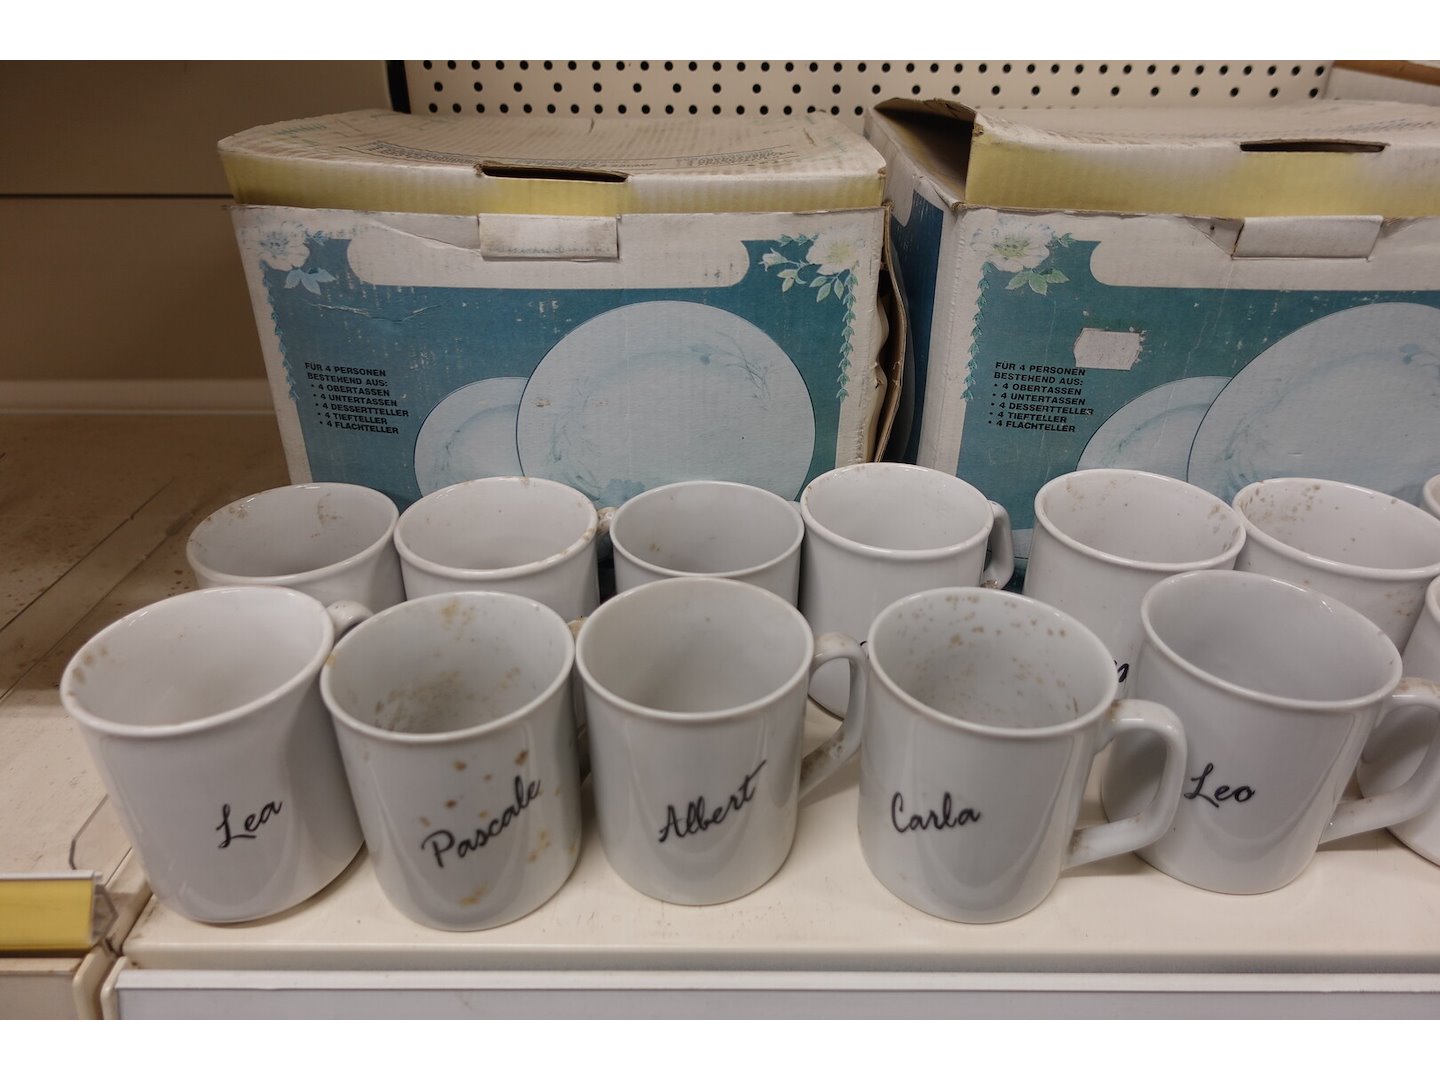 FÜR 4 PERSONEN
BESTEHEND AUS:
• 4 OBERTASSEN
• 4 UNTERTASSEN
• 4 DESSERTTELLER
• 4 TIEFTELLER
• 4 FLACHTELLER
FÜR 4 PERSONEN
BESTEHEND AUS:
• 4 OBERTASSEN
• 4 UNTERTASSEN
• 4 DESSERTTELLER
• 4 TIEFTELLER
• 4 FLACHTELLER
Lea
Pascale
Albert
Carla
Leo